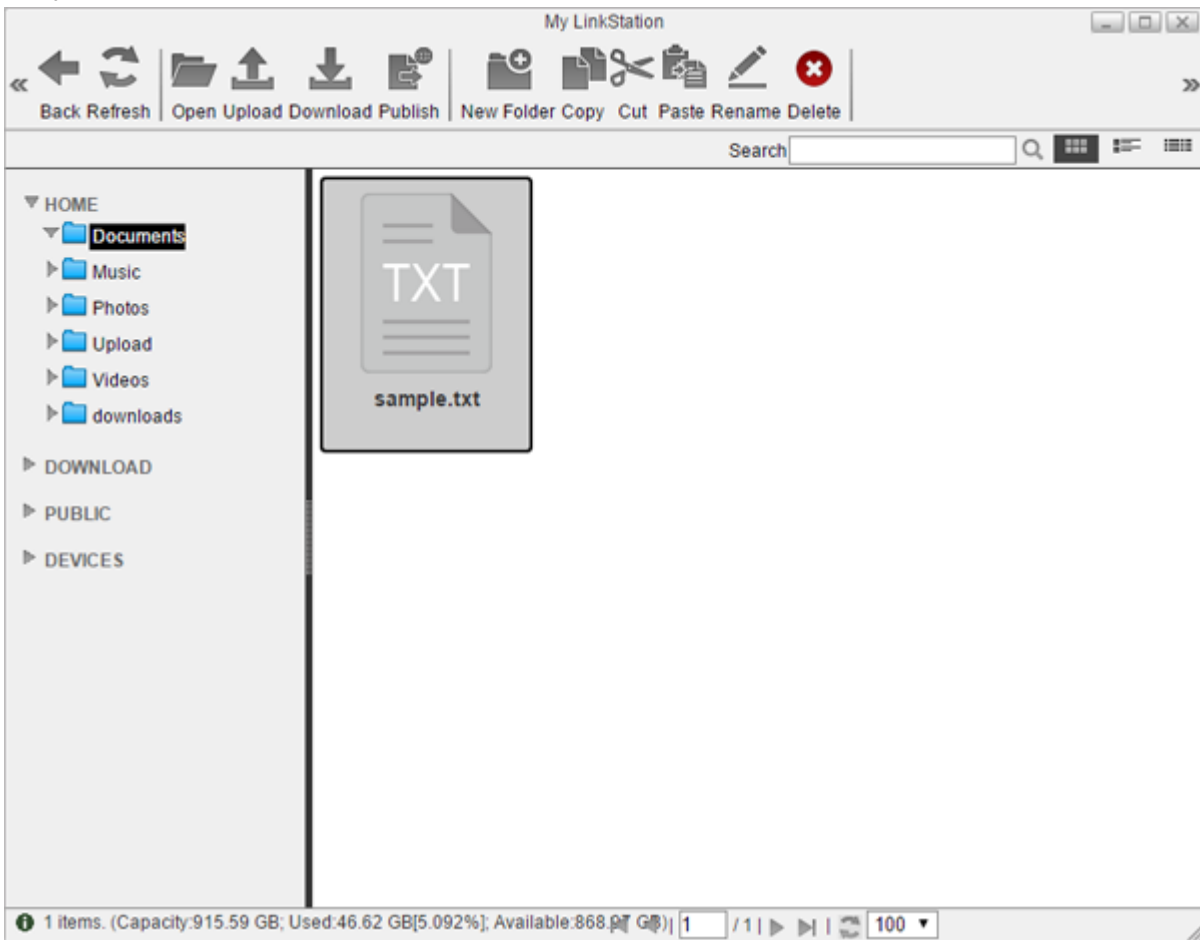 My LinkStation
Back Refresh Open Upload Download Publish New Folder Copy Cut Paste Rename Delete
Search
HOME
Documents
Music
Photos
Upload
Videos
downloads
DOWNLOAD
PUBLIC
DEVICES
TXT
sample.txt
1 items. (Capacity:915.59 GB; Used:46.62 GB[5.092%]; Available:868.97 GB)| 1 / 1 | | 100